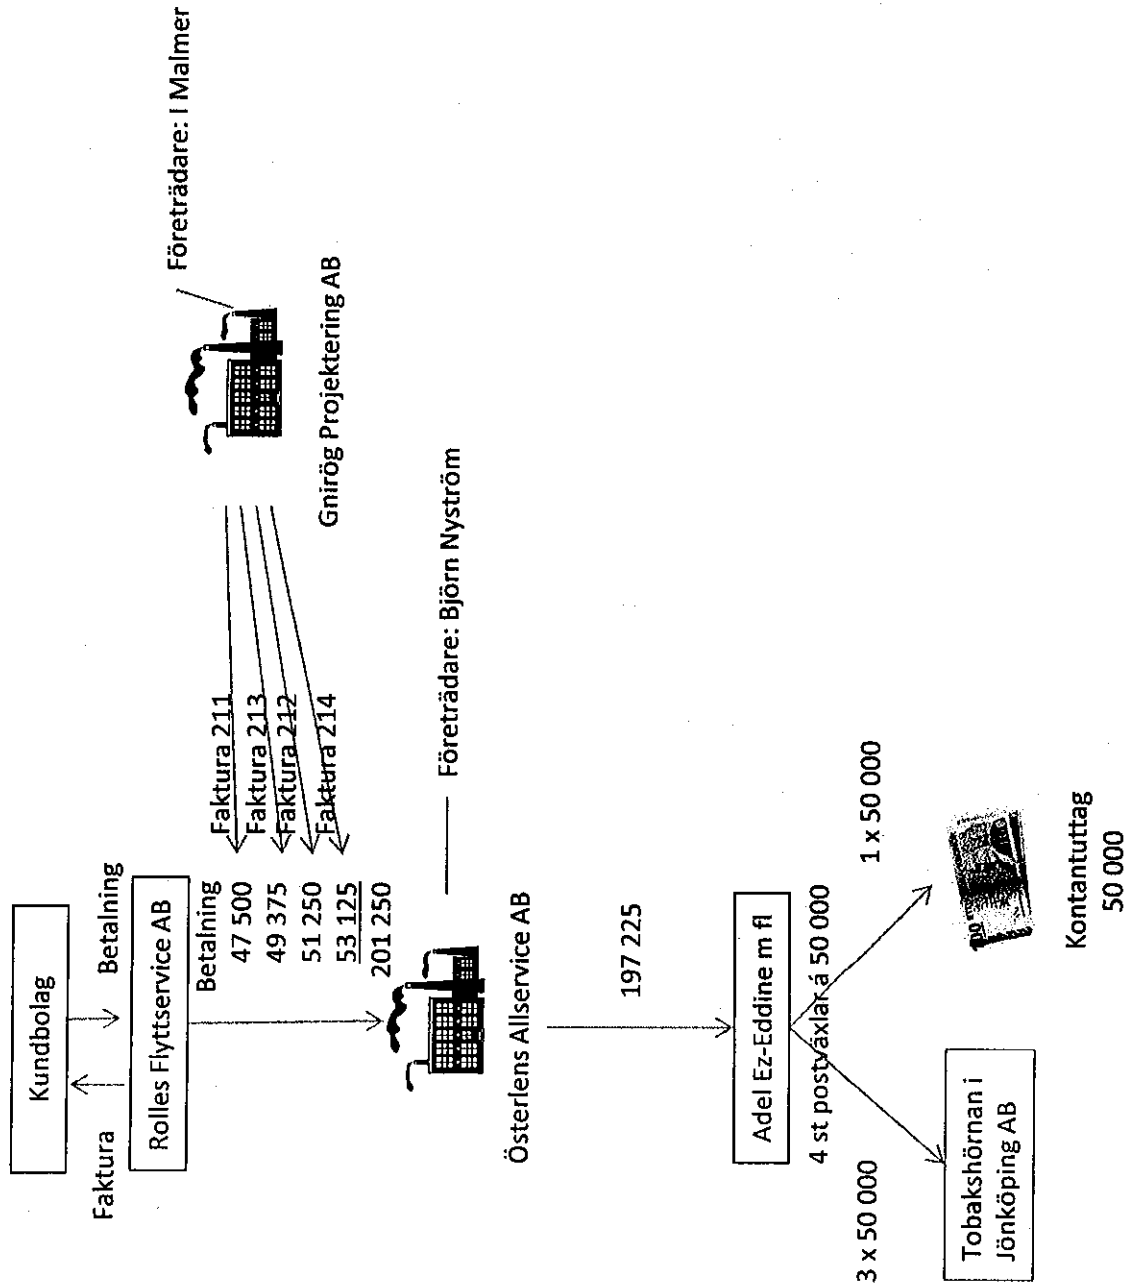 Kundbolag
Faktura
Betalning
Rolles Flyttservice AB
Betalning
47 500
49 375
51 250
53 125
201 250
Faktura 211
Faktura 213
Faktura 212
Faktura 214
Företrädare: I Malmer
Gnirög Projektering AB
Företrädare: Björn Nyström
Österlens Allservice AB
197 225
Adel Ez-Eddine m fl
4 st postväxlar á 50 000
3 x 50 000
1 x 50 000
Tobakshörnan i
Jönköping AB
Kontantuttag
50 000